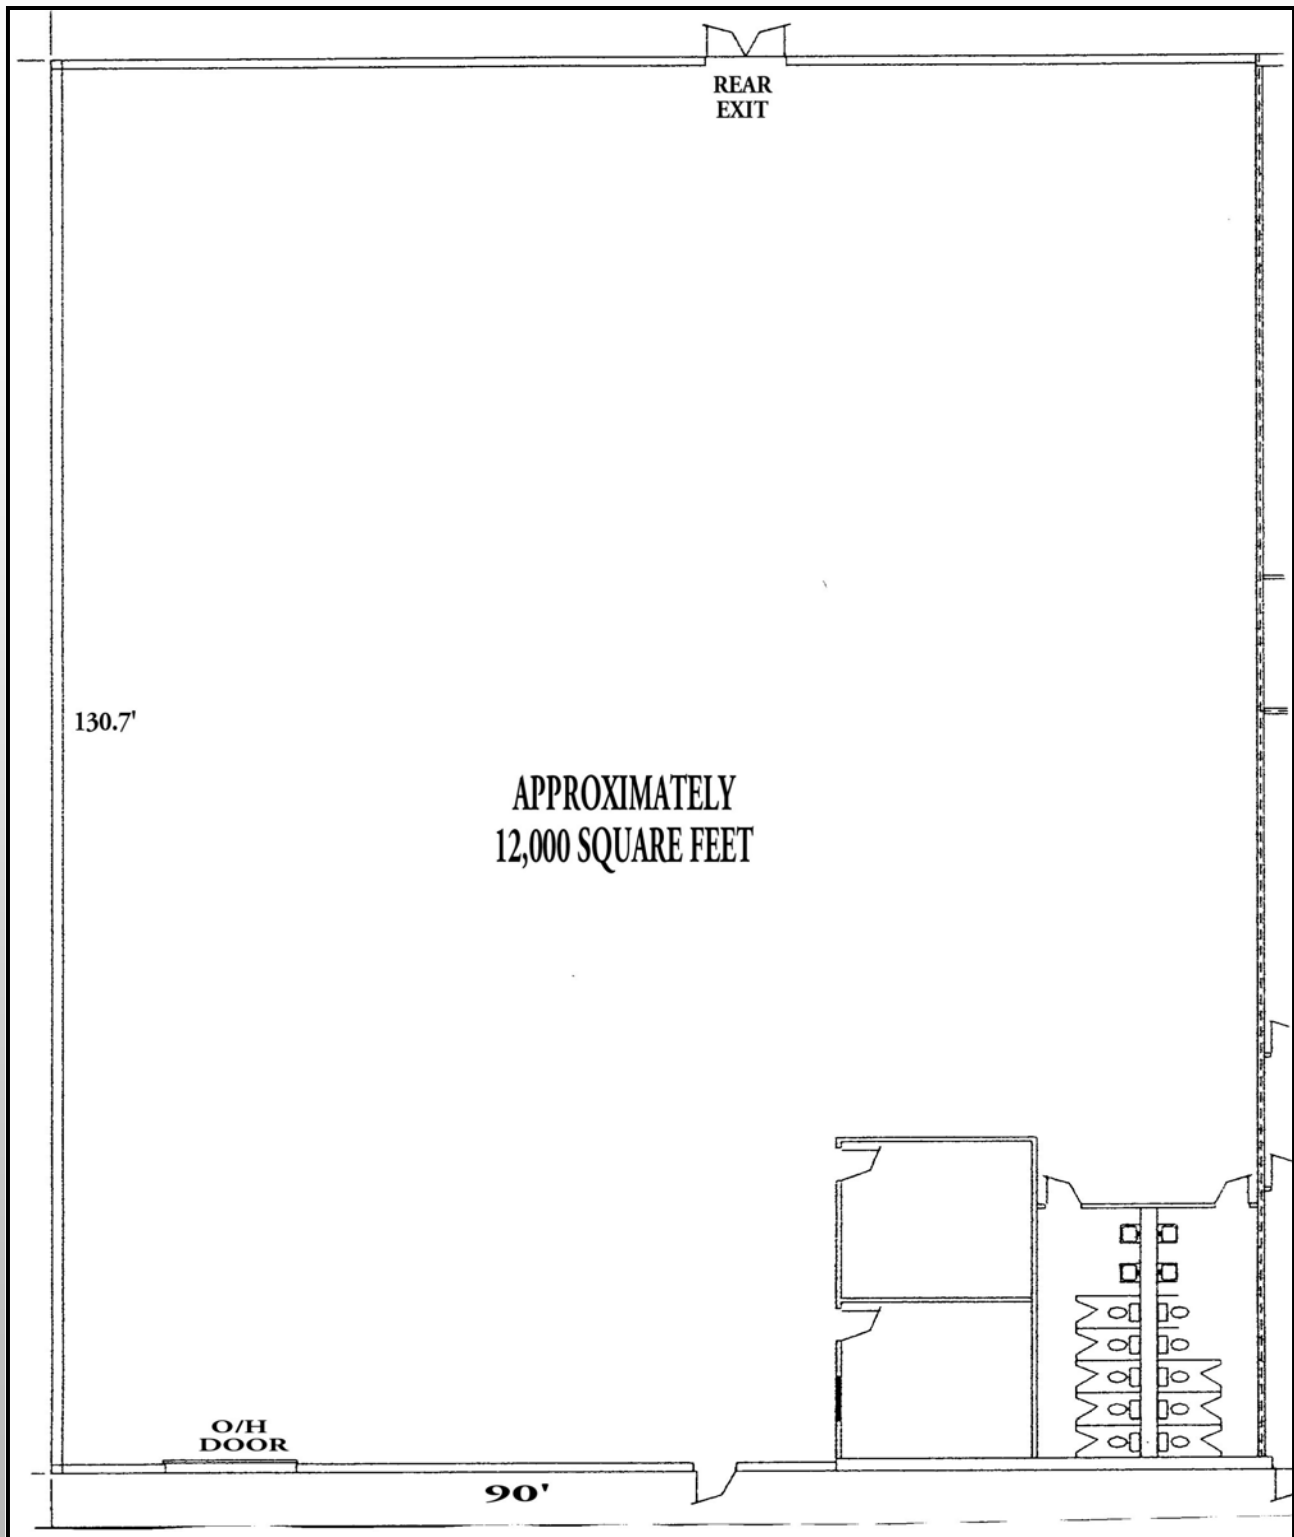 REAR
EXIT
130.7'
APPROXIMATELY
12,000 SQUARE FEET
O/H
DOOR
90'